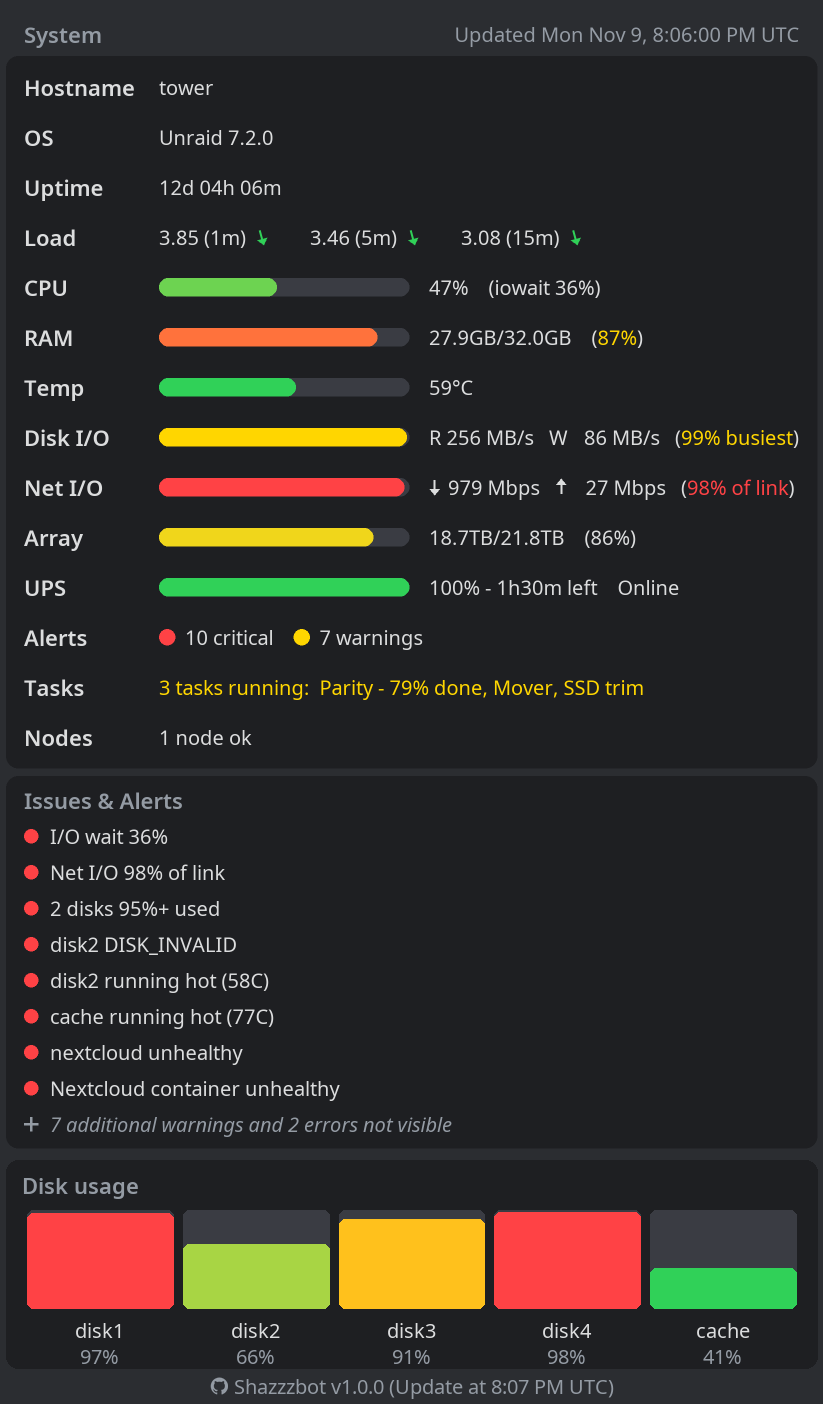 System Updated Mon Nov 9, 8:06:00 PM UTC
Hostname tower
OS Unraid 7.2.0
Uptime 12d 04h 06m
Load 3.85 (1m) ↘ 3.46 (5m) ↘ 3.08 (15m) ↘
CPU 47% (iowait 36%)
RAM 27.9GB/32.0GB (87%)
Temp 59°C
Disk I/O R 256 MB/s W 86 MB/s (99% busiest)
Net I/O ↓ 979 Mbps ↑ 27 Mbps (98% of link)
Array 18.7TB/21.8TB (86%)
UPS 100% - 1h30m left Online
Alerts 10 critical 7 warnings
Tasks 3 tasks running: Parity - 79% done, Mover, SSD trim
Nodes 1 node ok
Issues & Alerts
I/O wait 36%
Net I/O 98% of link
2 disks 95%+ used
disk2 DISK_INVALID
disk2 running hot (58C)
cache running hot (77C)
nextcloud unhealthy
Nextcloud container unhealthy
+ 7 additional warnings and 2 errors not visible
Disk usage
disk1 disk2 disk3 disk4 cache
97% 66% 91% 98% 41%
Shazzzbot v1.0.0 (Update at 8:07 PM UTC)